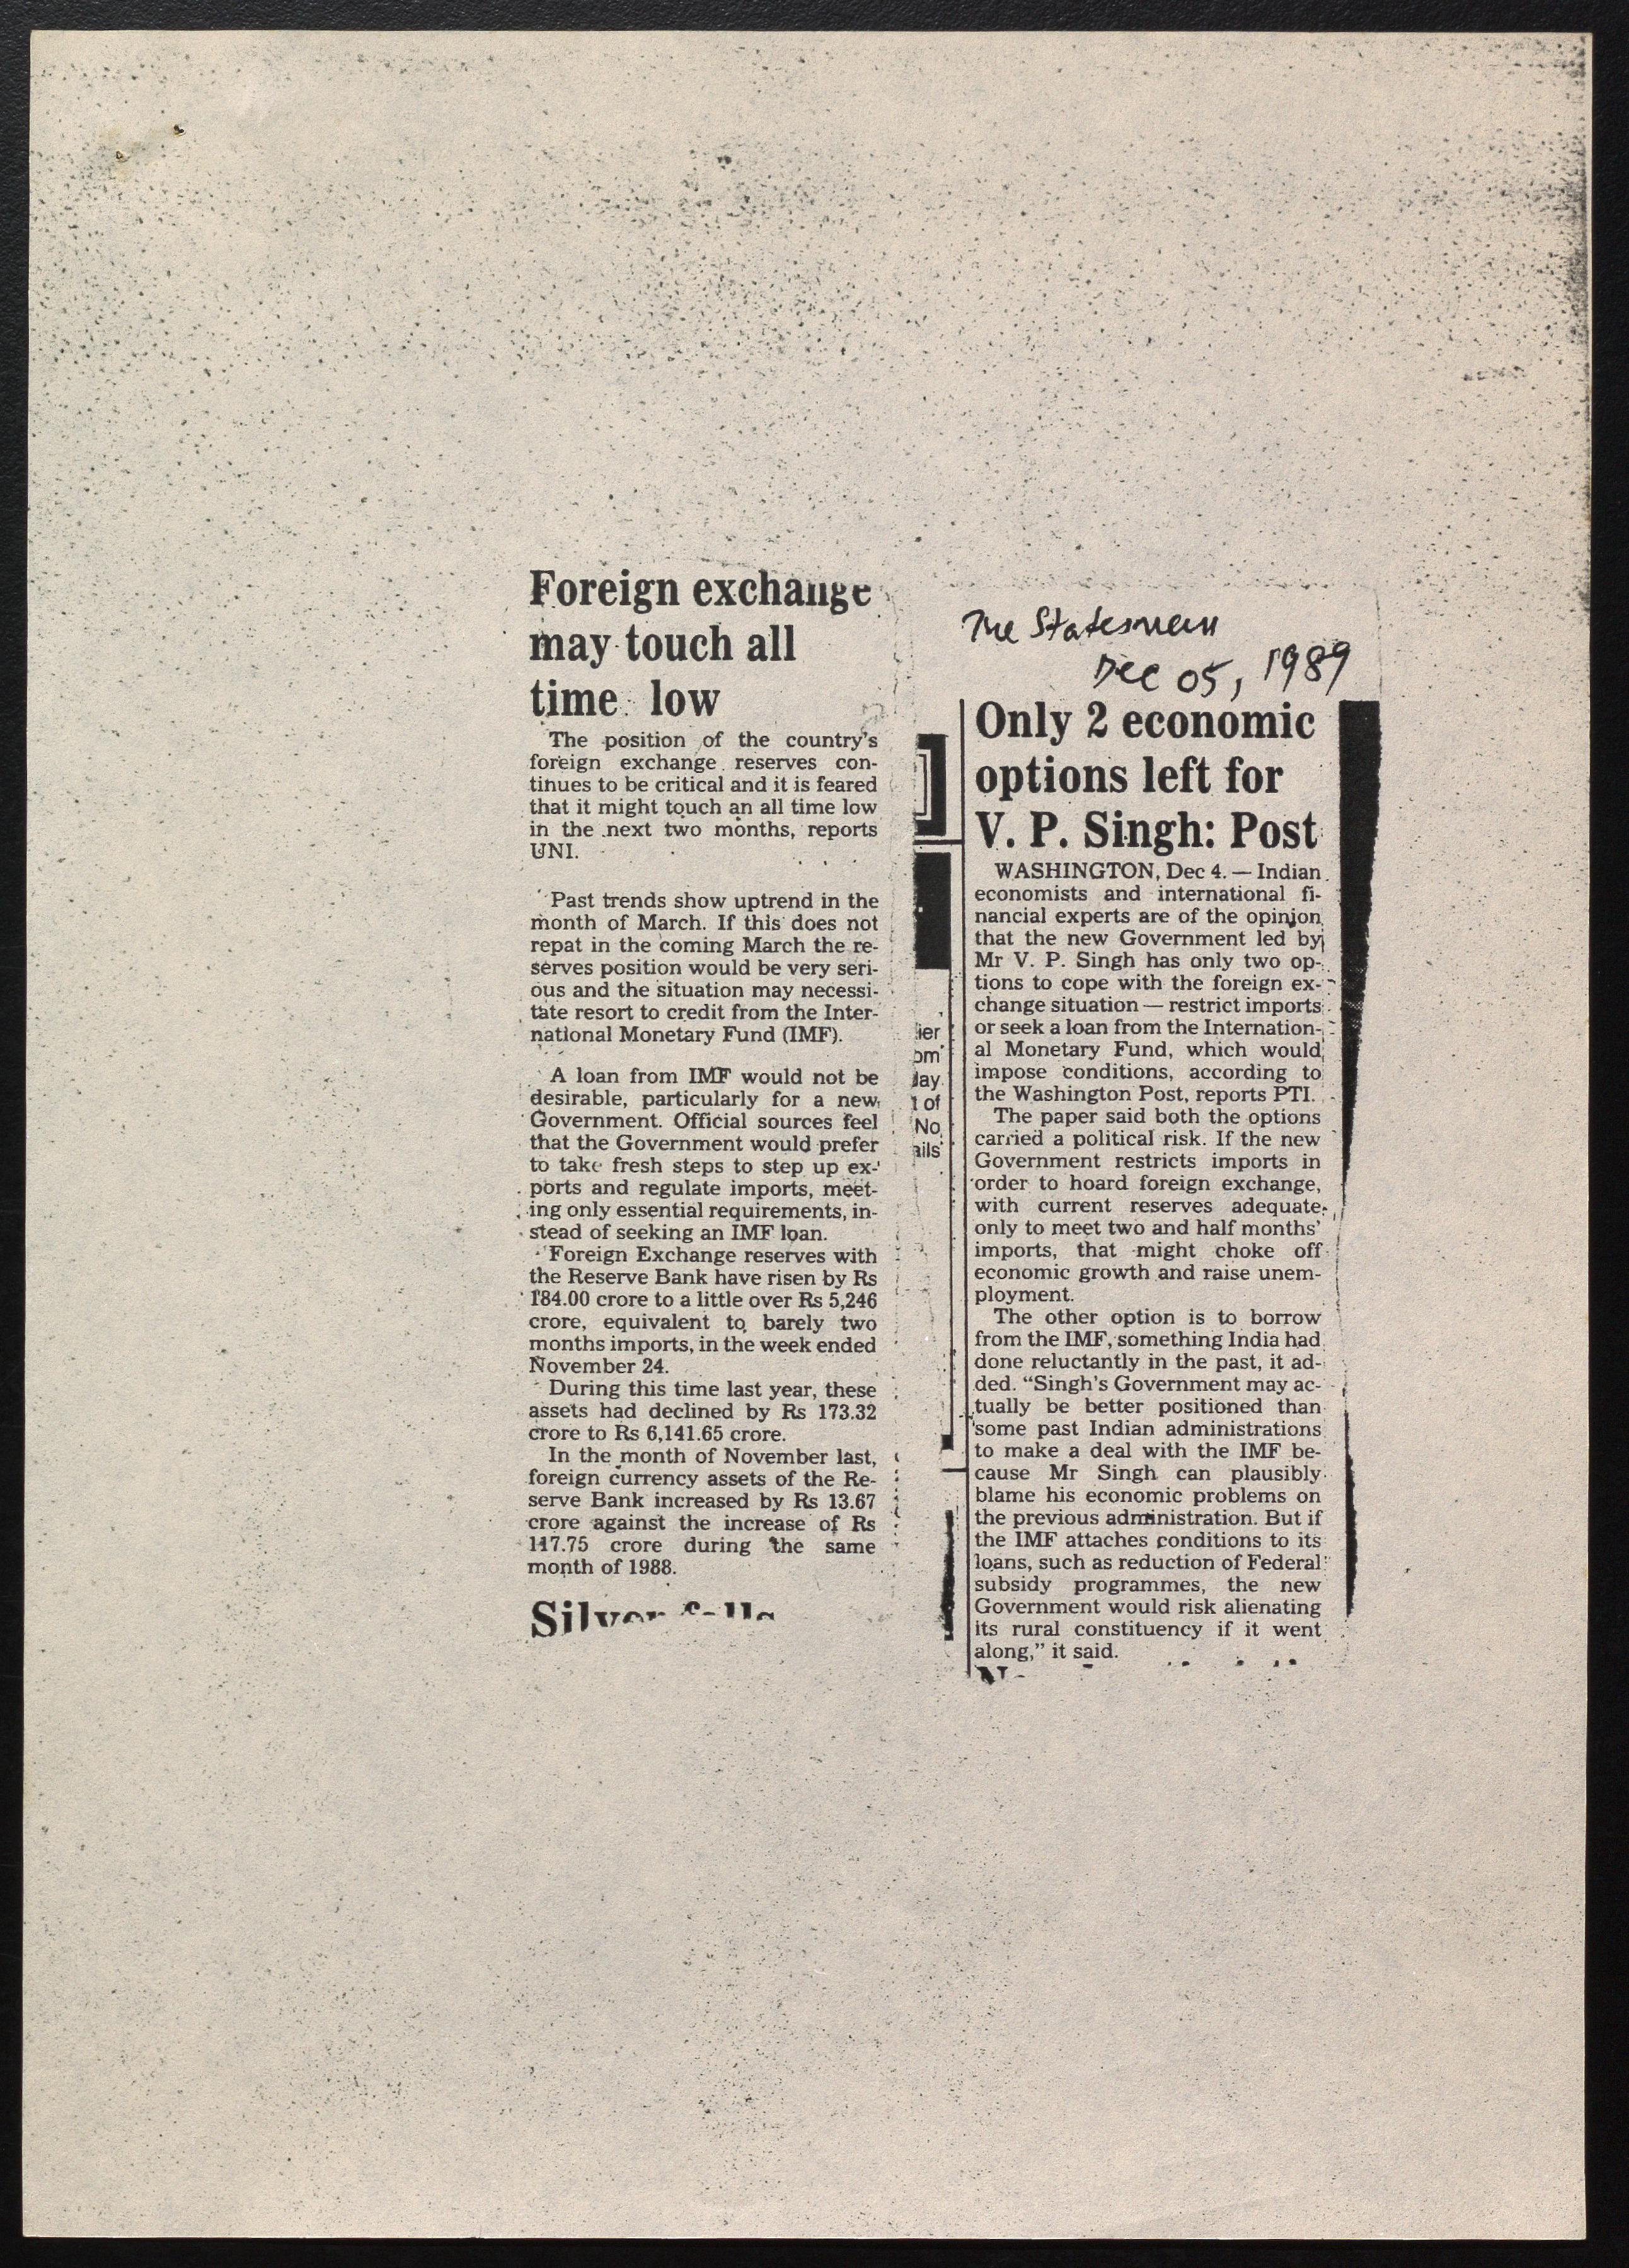 Foreign exchange
may touch all
time low
The position of the country's
foreign exchange reserves con-
tinues to be critical and it is feared
that it might touch an all time low
in the next two months, reports
UNI.
Past trends show uptrend in the
month of March. If this does not
repat in the coming March the re-
serves position would be very seri-
ous and the situation may necessi-
tate resort to credit from the Inter-
national Monetary Fund (IMF).
A loan from IMF would not be
desirable, particularly for a new
Government. Official sources feel
that the Government would prefer
to take fresh steps to step up ex-
ports and regulate imports, meet-
ing only essential requirements, in-
stead of seeking an IMF loan.
Foreign Exchange reserves with
the Reserve Bank have risen by Rs
184.00 crore to a little over Rs 5,246
crore, equivalent to barely two
months imports, in the week ended
November 24.
During this time last year, these
assets had declined by Rs 173.32
crore to Rs 6,141.65 crore.
In the month of November last,
foreign currency assets of the Re-
serve Bank increased by Rs 13.67
crore against the increase of Rs
117.75 crore during the same
month of 1988.
Silver falls
ier
om
lay
t of
No
ails
The Statesman
Dec 05, 1989
Only 2 economic
options left for
V. P. Singh: Post
WASHINGTON, Dec 4. — Indian
economists and international fi-
nancial experts are of the opinion
that the new Government led by
Mr V. P. Singh has only two op-
tions to cope with the foreign ex-
change situation — restrict imports
or seek a loan from the Internation-
al Monetary Fund, which would
impose conditions, according to
the Washington Post, reports PTI.
The paper said both the options
carried a political risk. If the new
Government restricts imports in
order to hoard foreign exchange,
with current reserves adequate
only to meet two and half months'
imports, that might choke off
economic growth and raise unem-
ployment.
The other option is to borrow
from the IMF, something India had
done reluctantly in the past, it ad-
ded. "Singh's Government may ac-
tually be better positioned than
some past Indian administrations
to make a deal with the IMF be-
cause Mr Singh can plausibly
blame his economic problems on
the previous administration. But if
the IMF attaches conditions to its
loans, such as reduction of Federal
subsidy programmes, the new
Government would risk alienating
its rural constituency if it went
along," it said.